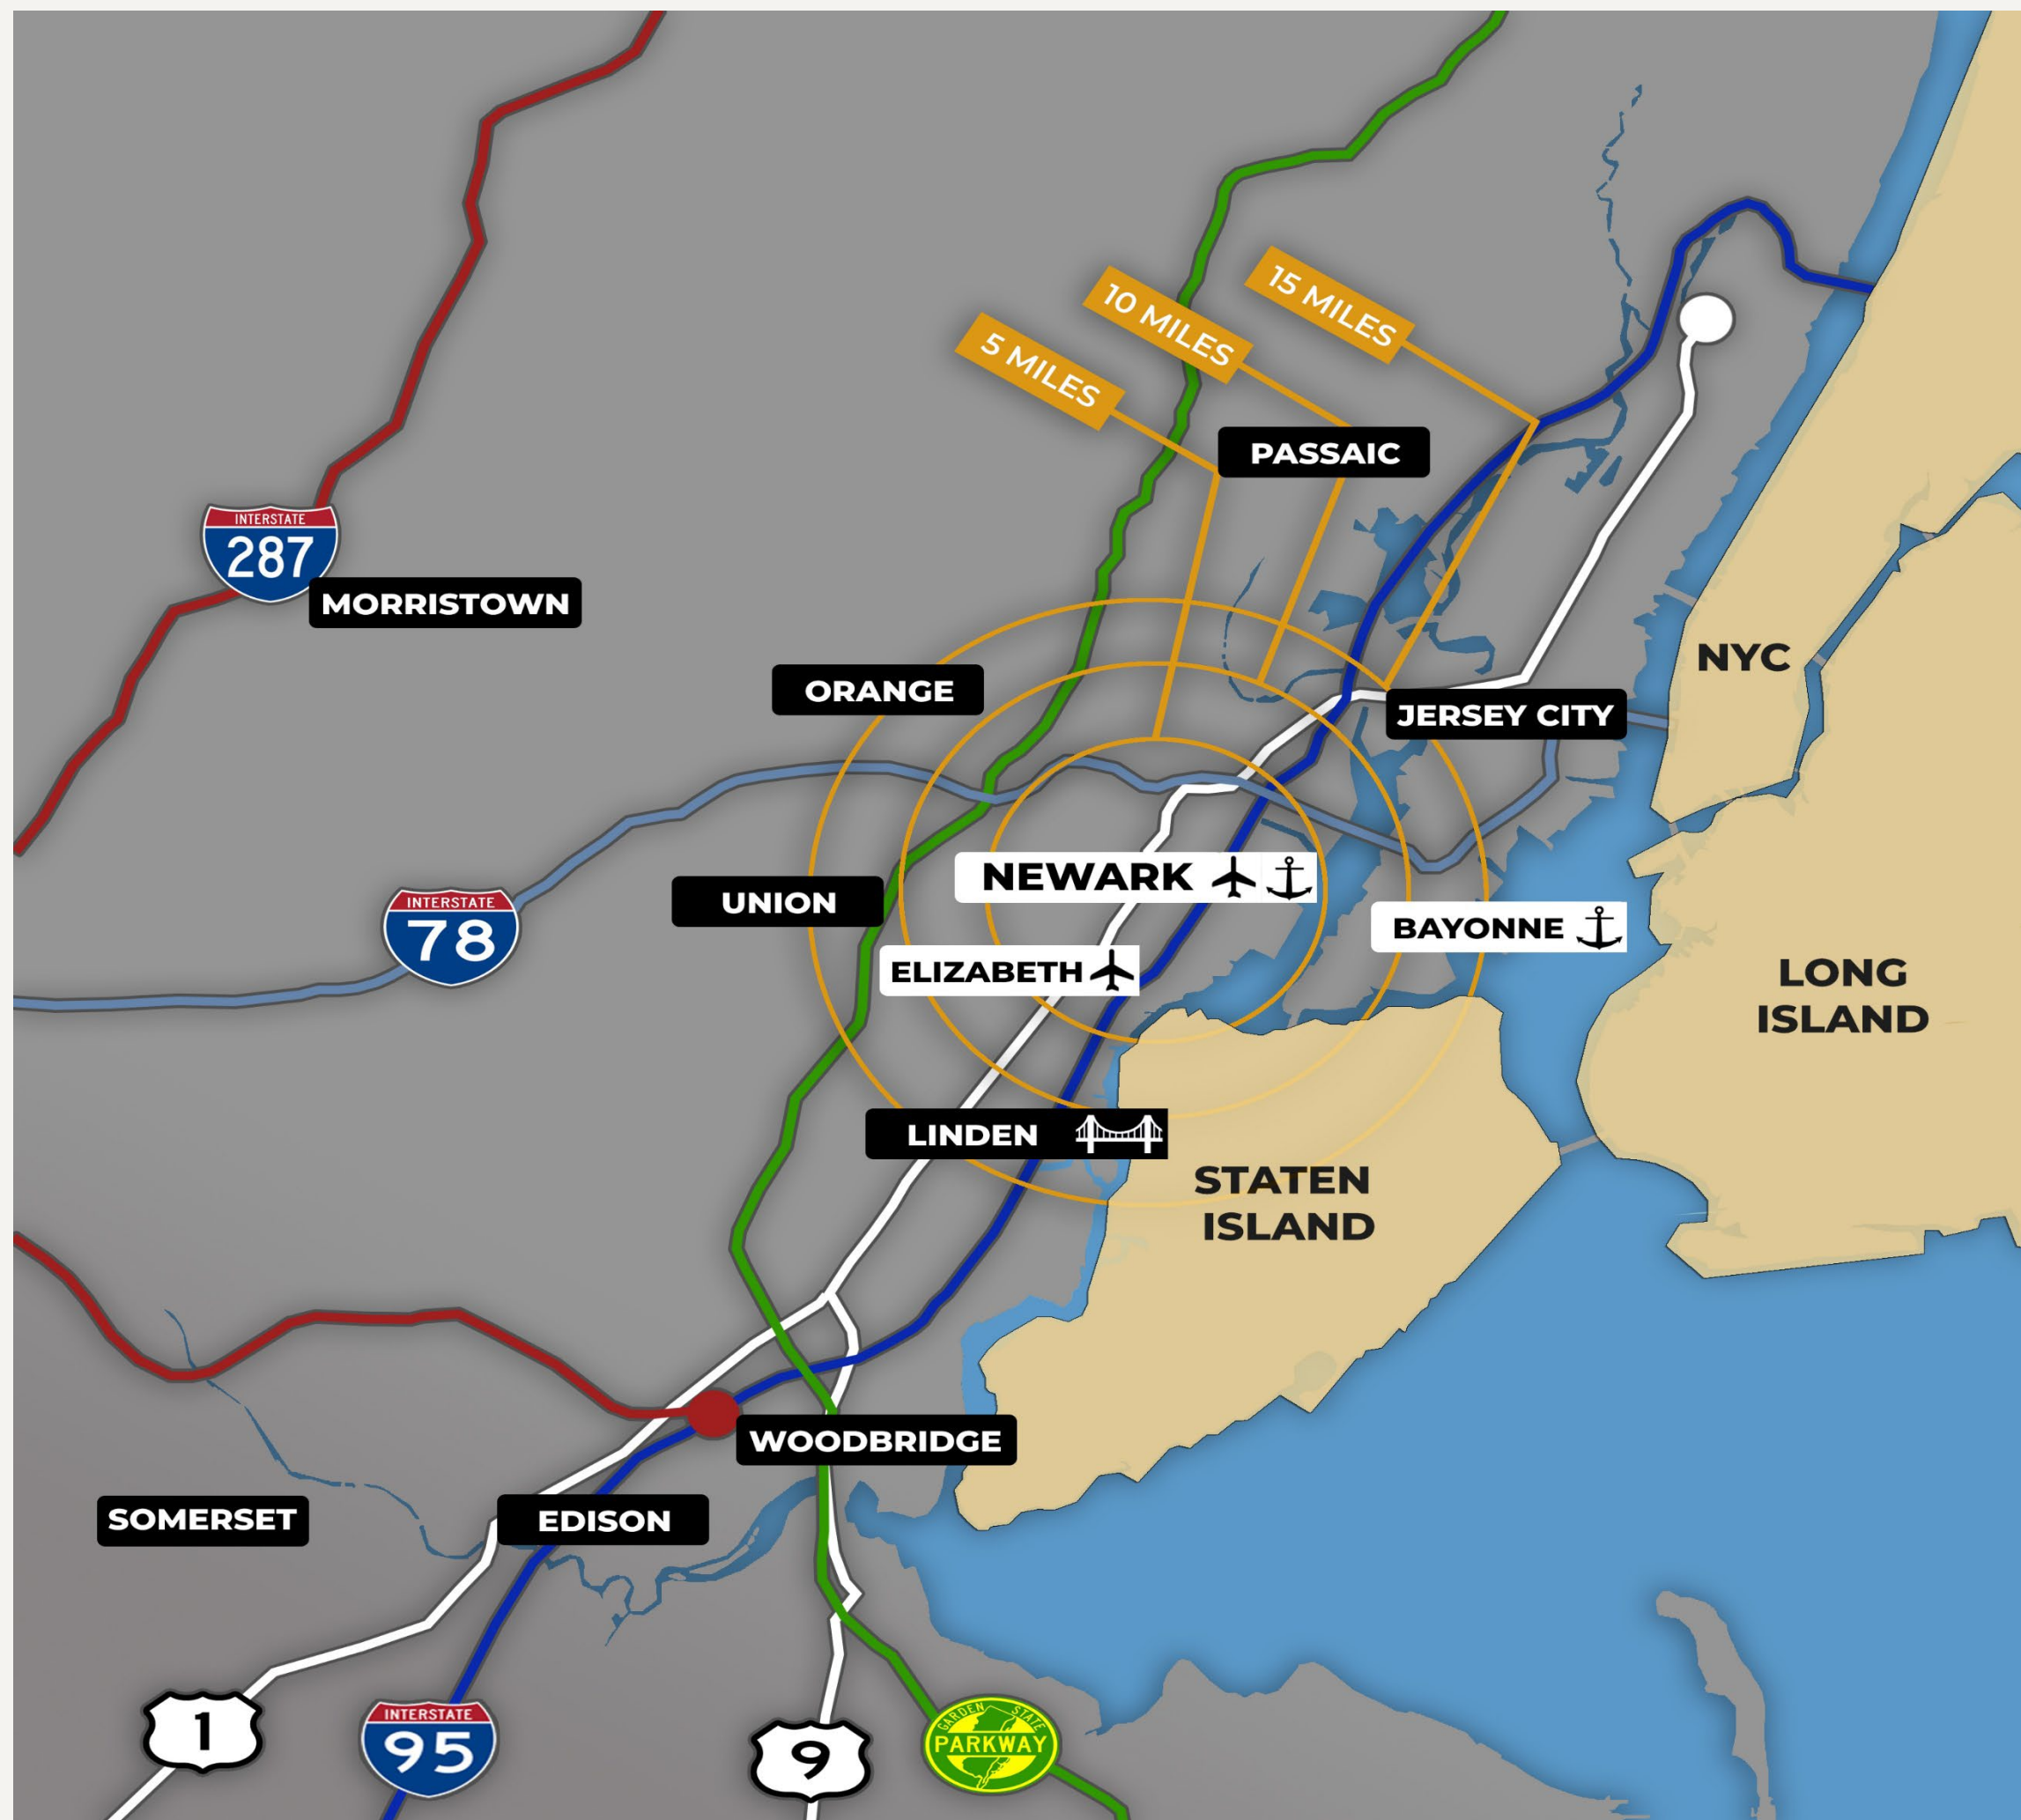 15 MILES
10 MILES
5 MILES
PASSAIC
INTERSTATE
287
MORRISTOWN
NYC
ORANGE
JERSEY CITY
NEWARK
UNION
INTERSTATE
78
BAYONNE
ELIZABETH
LONG
ISLAND
LINDEN
STATEN
ISLAND
WOODBRIDGE
SOMERSET
EDISON
1
INTERSTATE
95
9
GARDEN STATE
PARKWAY